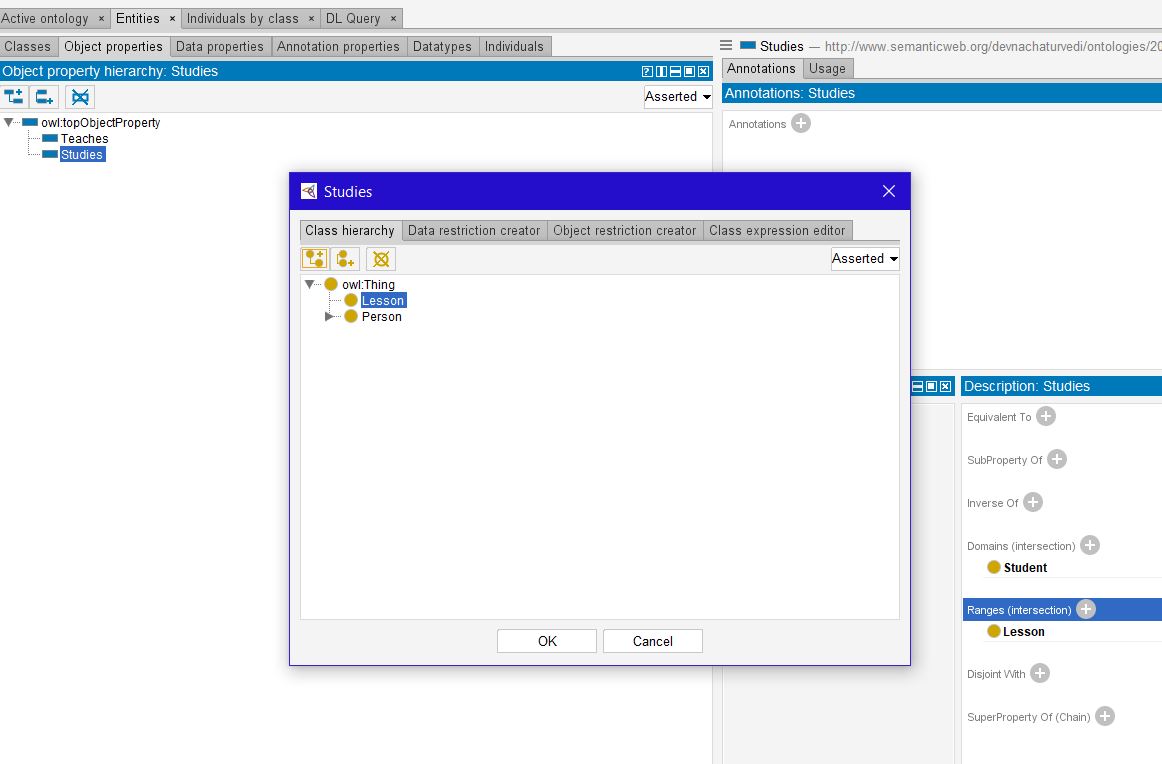 Active ontology × Entities × Individuals by class × DL Query ×
Classes Object properties Data properties Annotation properties Datatypes Individuals
Object property hierarchy: Studies
Asserted
owl:topObjectProperty
Teaches
Studies
Studies — http://www.semanticweb.org/devnachaturvedi/ontologies/20
Annotations Usage
Annotations: Studies
Annotations
Studies
Class hierarchy Data restriction creator Object restriction creator Class expression editor
Asserted
owl:Thing
Lesson
Person
OK Cancel
Description: Studies
Equivalent To
SubProperty Of
Inverse Of
Domains (intersection)
Student
Ranges (intersection)
Lesson
Disjoint With
SuperProperty Of (Chain)